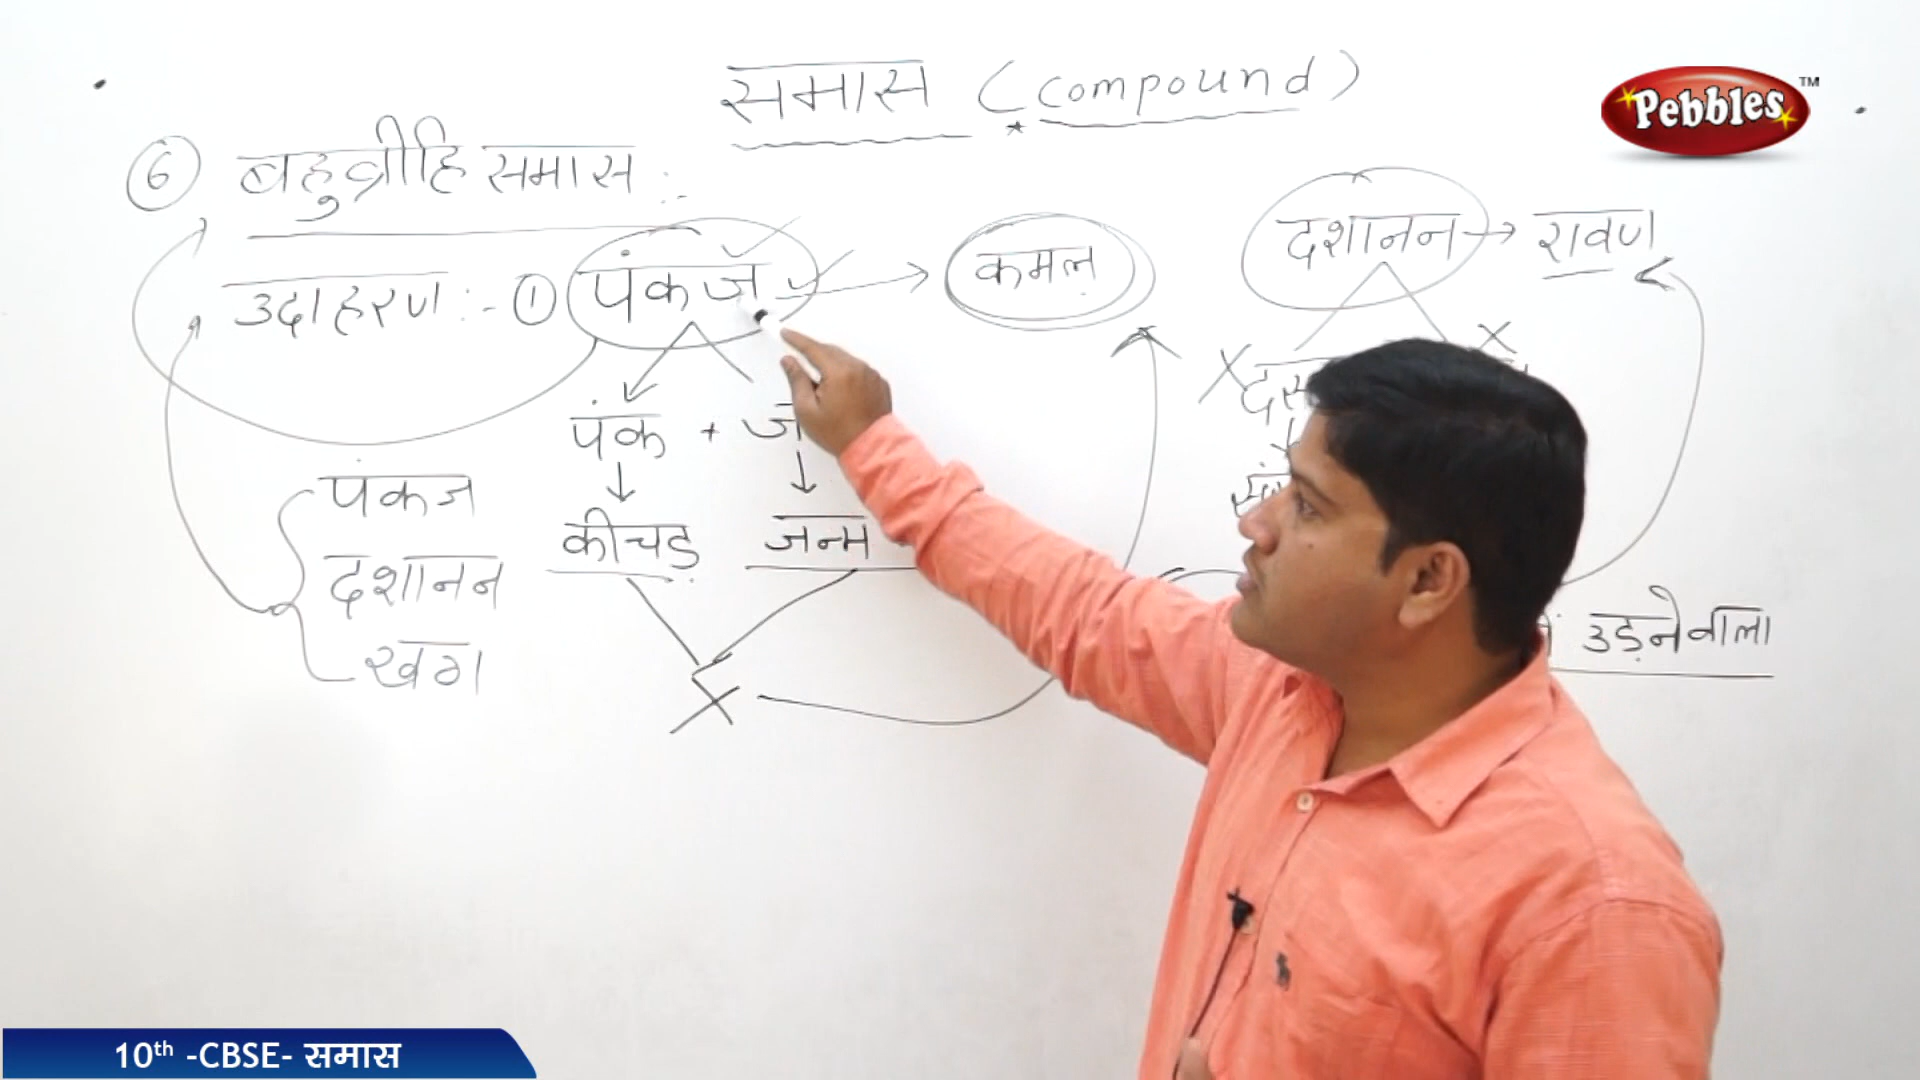 समास (compound)
Pebbles™
6 बहुव्रीहि समास :-
उदाहरण :- 1 पंकज → कमल
दशानन → रावण
पंक + ज
कीचड़ जन्म
पंकज
दशानन
खग
उड़नेवाला
10th -CBSE- समास